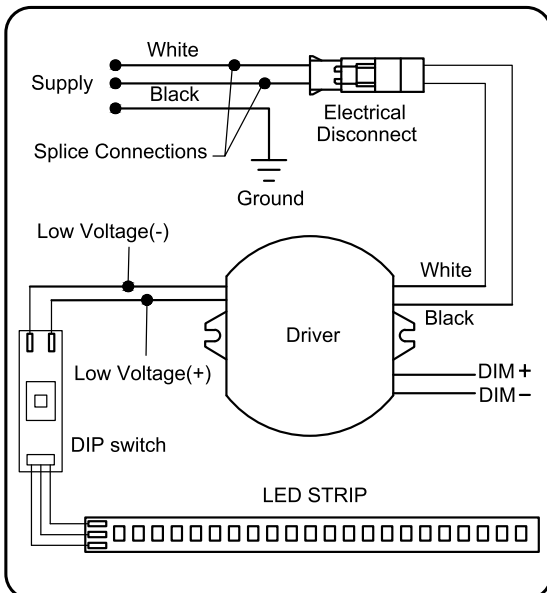 White
Supply
Black
Splice Connections
Electrical
Disconnect
Ground
Low Voltage(-)
White
Driver
Black
Low Voltage(+)
DIM+
DIM−
DIP switch
LED STRIP